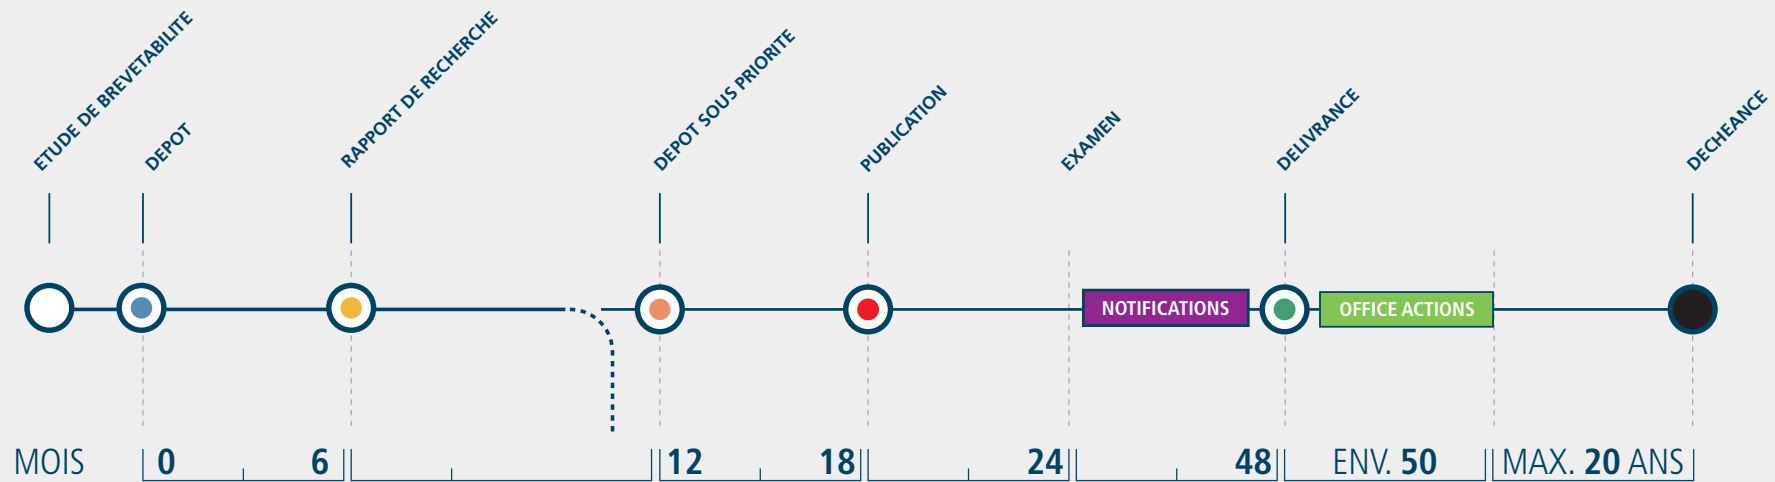 ETUDE DE BREVETABILITE
DEPOT
RAPPORT DE RECHERCHE
DEPOT SOUS PRIORITE
PUBLICATION
EXAMEN
DELIVRANCE
DECHEANCE
NOTIFICATIONS
OFFICE ACTIONS
MOIS 0 6 12 18 24 48 ENV. 50 MAX. 20 ANS